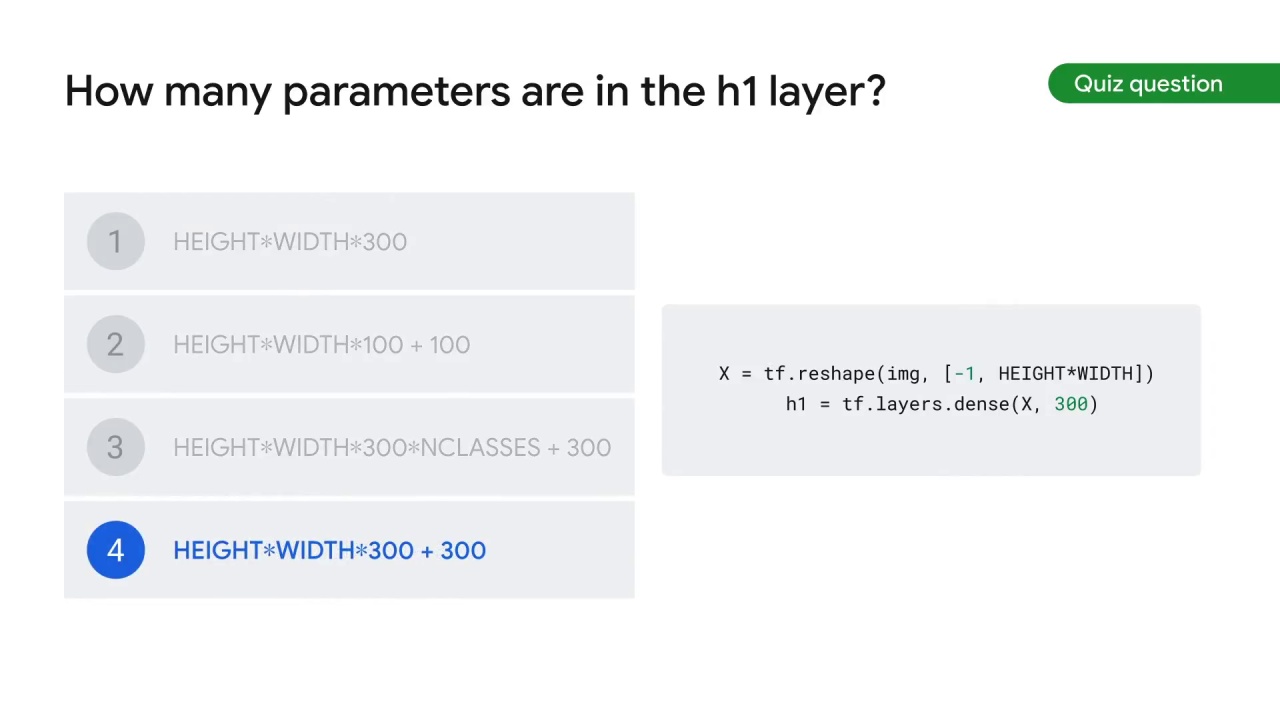 How many parameters are in the h1 layer?
Quiz question
1 HEIGHT*WIDTH*300
2 HEIGHT*WIDTH*100 + 100
3 HEIGHT*WIDTH*300*NCLASSES + 300
4 HEIGHT*WIDTH*300 + 300
X = tf.reshape(img, [-1, HEIGHT*WIDTH])
h1 = tf.layers.dense(X, 300)